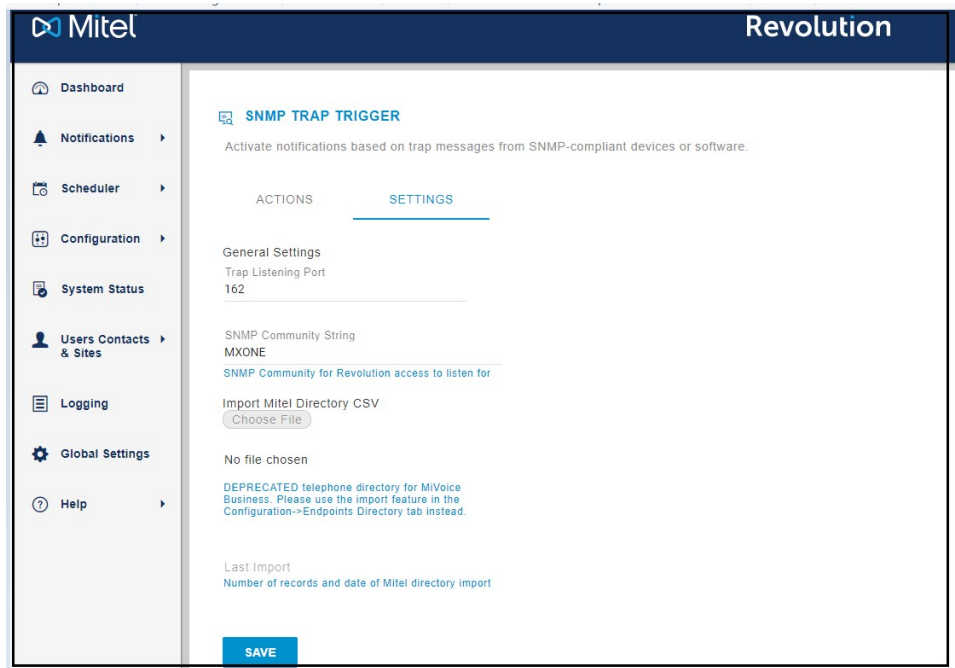 Mitel
Revolution
Dashboard
Notifications
Scheduler
Configuration
System Status
Users Contacts
& Sites
Logging
Global Settings
Help
SNMP TRAP TRIGGER
Activate notifications based on trap messages from SNMP-compliant devices or software.
ACTIONS
SETTINGS
General Settings
Trap Listening Port
162
SNMP Community String
MXONE
SNMP Community for Revolution access to listen for
Import Mitel Directory CSV
Choose File
No file chosen
DEPRECATED telephone directory for MiVoice
Business. Please use the import feature in the
Configuration->Endpoints Directory tab instead.
Last Import
Number of records and date of Mitel directory import
SAVE